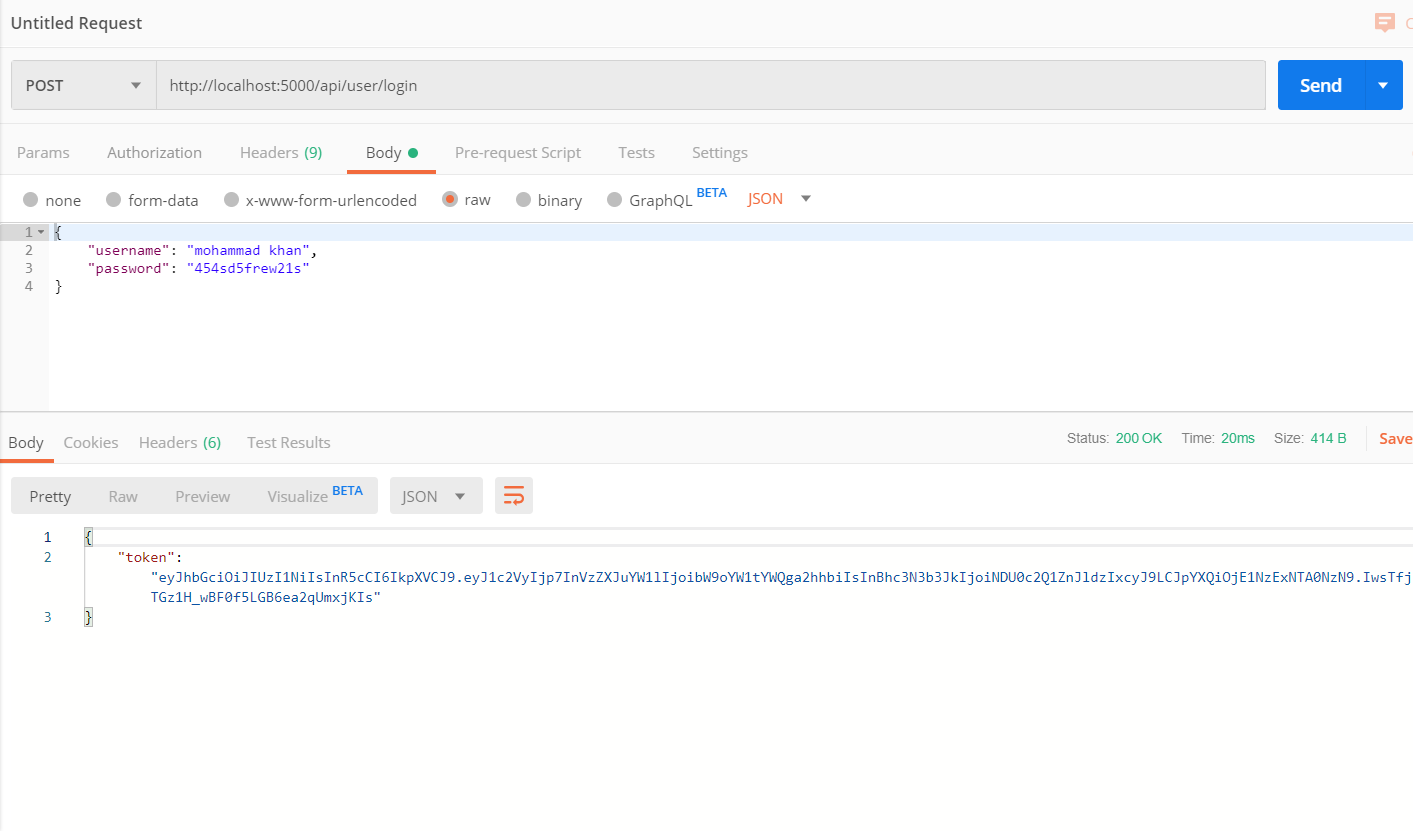 Untitled Request
POST http://localhost:5000/api/user/login Send
Params Authorization Headers (9) Body Pre-request Script Tests Settings
none form-data x-www-form-urlencoded raw binary GraphQL BETA JSON
1 {
2 "username": "mohammad khan",
3 "password": "454sd5frew21s"
4 }
Body Cookies Headers (6) Test Results Status: 200 OK Time: 20ms Size: 414 B Save
Pretty Raw Preview Visualize BETA JSON
1 {
2 "token":
"eyJhbGciOiJIUzI1NiIsInR5cCI6IkpXVCJ9.eyJ1c2VyIjp7InVzZXJuYW1lIjoibW9oYW1tYWQga2hhbiIsInBhc3N3b3JkIjoiNDU0c2Q1ZnJldzIxcyJ9LCJpYXQiOjE1NzExNTA0NzN9.IwsTfj
TGz1H_wBF0f5LGB6ea2qUmxjKIs"
3 }